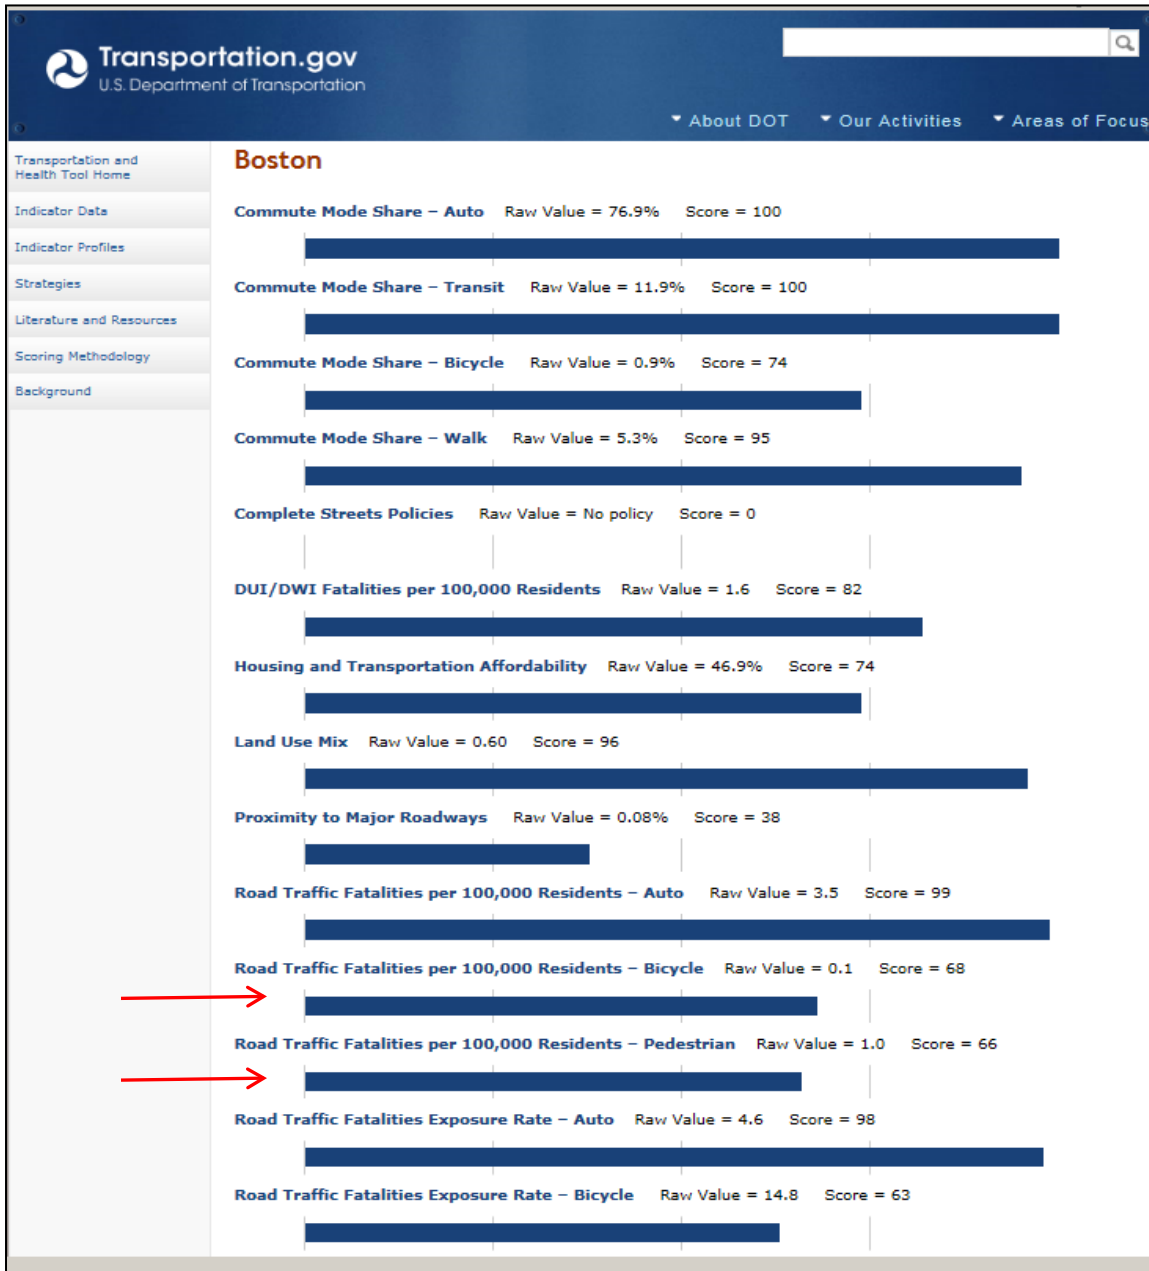 Transportation.gov
U.S. Department of Transportation
About DOT Our Activities Areas of Focus
Transportation and
Health Tool Home
Indicator Data
Indicator Profiles
Strategies
Literature and Resources
Scoring Methodology
Background
Boston
Commute Mode Share – Auto Raw Value = 76.9% Score = 100
Commute Mode Share – Transit Raw Value = 11.9% Score = 100
Commute Mode Share – Bicycle Raw Value = 0.9% Score = 74
Commute Mode Share – Walk Raw Value = 5.3% Score = 95
Complete Streets Policies Raw Value = No policy Score = 0
DUI/DWI Fatalities per 100,000 Residents Raw Value = 1.6 Score = 82
Housing and Transportation Affordability Raw Value = 46.9% Score = 74
Land Use Mix Raw Value = 0.60 Score = 96
Proximity to Major Roadways Raw Value = 0.08% Score = 38
Road Traffic Fatalities per 100,000 Residents – Auto Raw Value = 3.5 Score = 99
Road Traffic Fatalities per 100,000 Residents – Bicycle Raw Value = 0.1 Score = 68
Road Traffic Fatalities per 100,000 Residents – Pedestrian Raw Value = 1.0 Score = 66
Road Traffic Fatalities Exposure Rate – Auto Raw Value = 4.6 Score = 98
Road Traffic Fatalities Exposure Rate – Bicycle Raw Value = 14.8 Score = 63